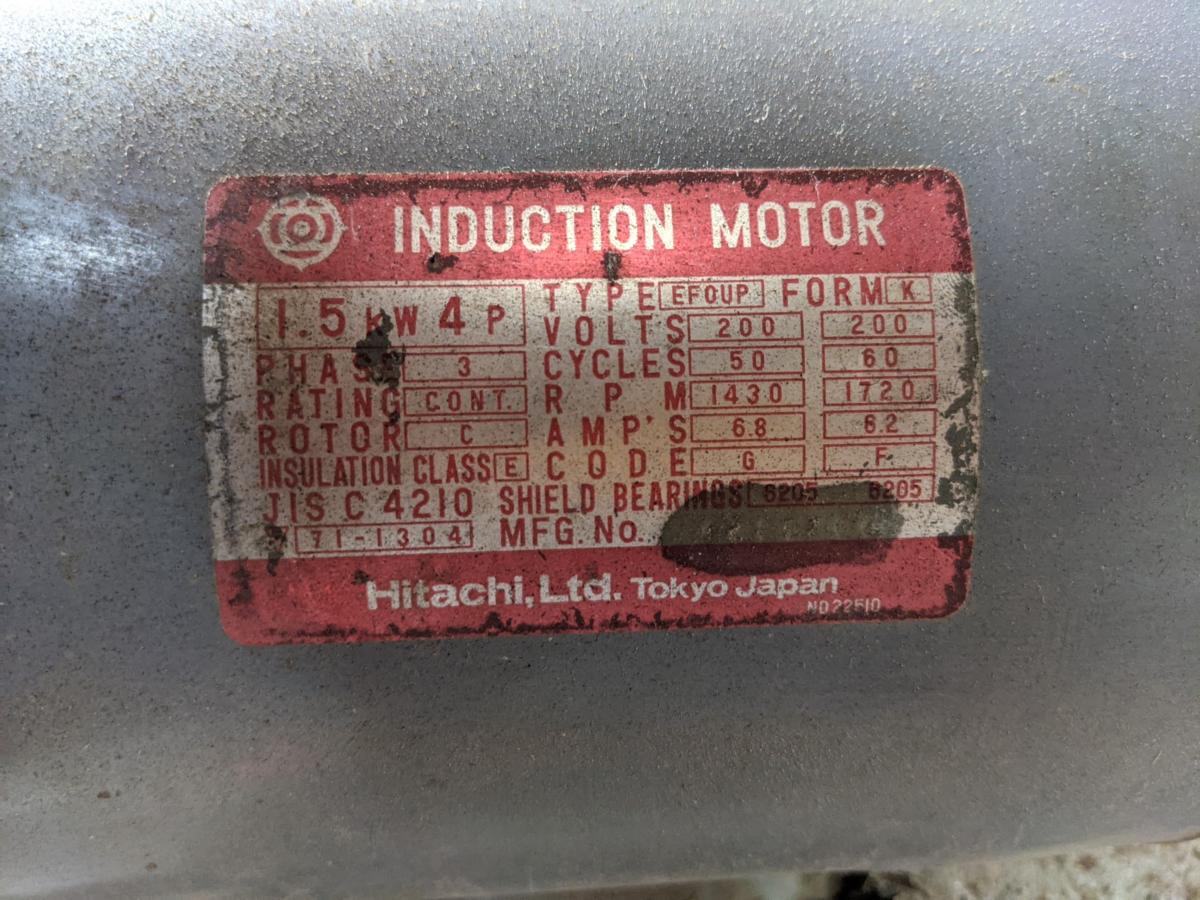 INDUCTION MOTOR
1.5 kW 4 P TYPE EFOUP FORM K
VOLTS 200 200
PHASE 3 CYCLES 50 60
RATING CONT. R P M 1430 1720
ROTOR C AMP'S 6.8 6.2
INSULATION CLASS E CODE G F
JIS C 4210 SHIELD BEARINGS 6205 6205
71-1304 MFG. No.
Hitachi, Ltd. Tokyo Japan